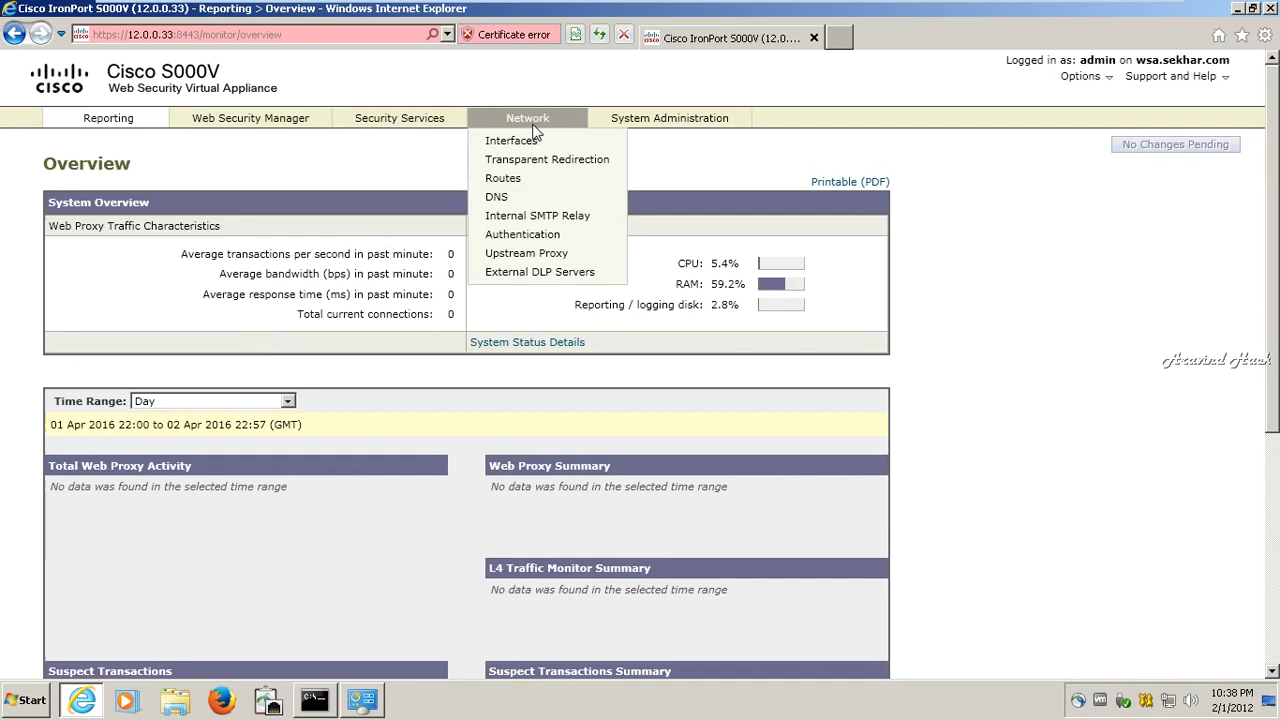 Cisco IronPort S000V (12.0.0.33) - Reporting > Overview - Windows Internet Explorer
https://12.0.0.33:8443/monitor/overview
Certificate error
Cisco IronPort S000V (12.0....
Logged in as: admin on wsa.sekhar.com
Options
Support and Help
CISCO
Cisco S000V
Web Security Virtual Appliance
Reporting
Web Security Manager
Security Services
Network
System Administration
Interfaces
Transparent Redirection
Routes
DNS
Internal SMTP Relay
Authentication
Upstream Proxy
External DLP Servers
No Changes Pending
Overview
Printable (PDF)
System Overview
Web Proxy Traffic Characteristics
Average transactions per second in past minute: 0
Average bandwidth (bps) in past minute: 0
Average response time (ms) in past minute: 0
Total current connections: 0
CPU: 5.4%
RAM: 59.2%
Reporting / logging disk: 2.8%
System Status Details
Aravind Hack
Time Range: Day
01 Apr 2016 22:00 to 02 Apr 2016 22:57 (GMT)
Total Web Proxy Activity
No data was found in the selected time range
Web Proxy Summary
No data was found in the selected time range
L4 Traffic Monitor Summary
No data was found in the selected time range
Suspect Transactions
Suspect Transactions Summary
Start
10:38 PM
2/1/2012